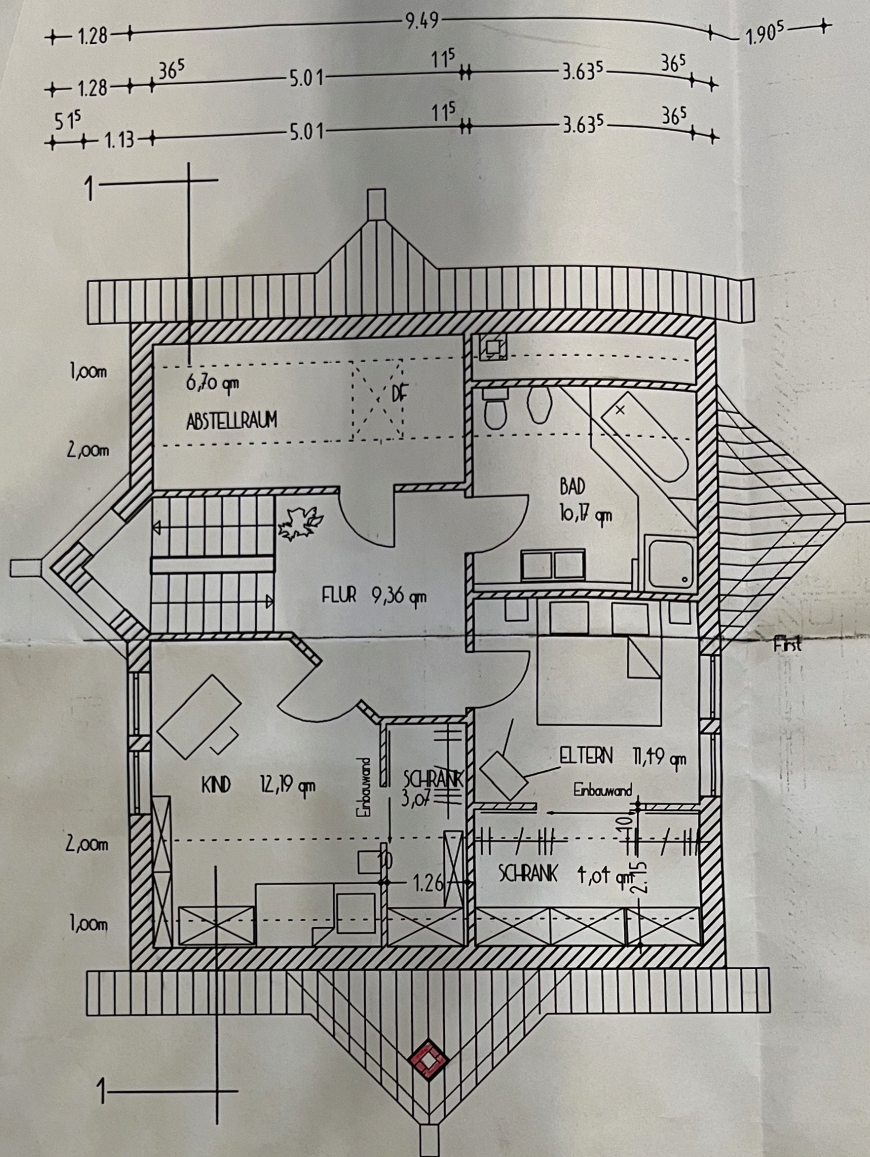 1.28 9.49 1.90⁵
1.28 36⁵ 5.01 11⁵ 3.63⁵ 36⁵
51⁵ 1.13 5.01 11⁵ 3.63⁵ 36⁵
1
1,00m
6,70 qm
DF
ABSTELLRAUM
2,00m
BAD
10,17 qm
FLUR 9,36 qm
First
ELTERN 11,49 qm
KIND 12,19 qm
Einbauwand
SCHRANK
3,07
Einbauwand
10
2,00m
SCHRANK 4,04 qm
1.26
2.15
1,00m
1